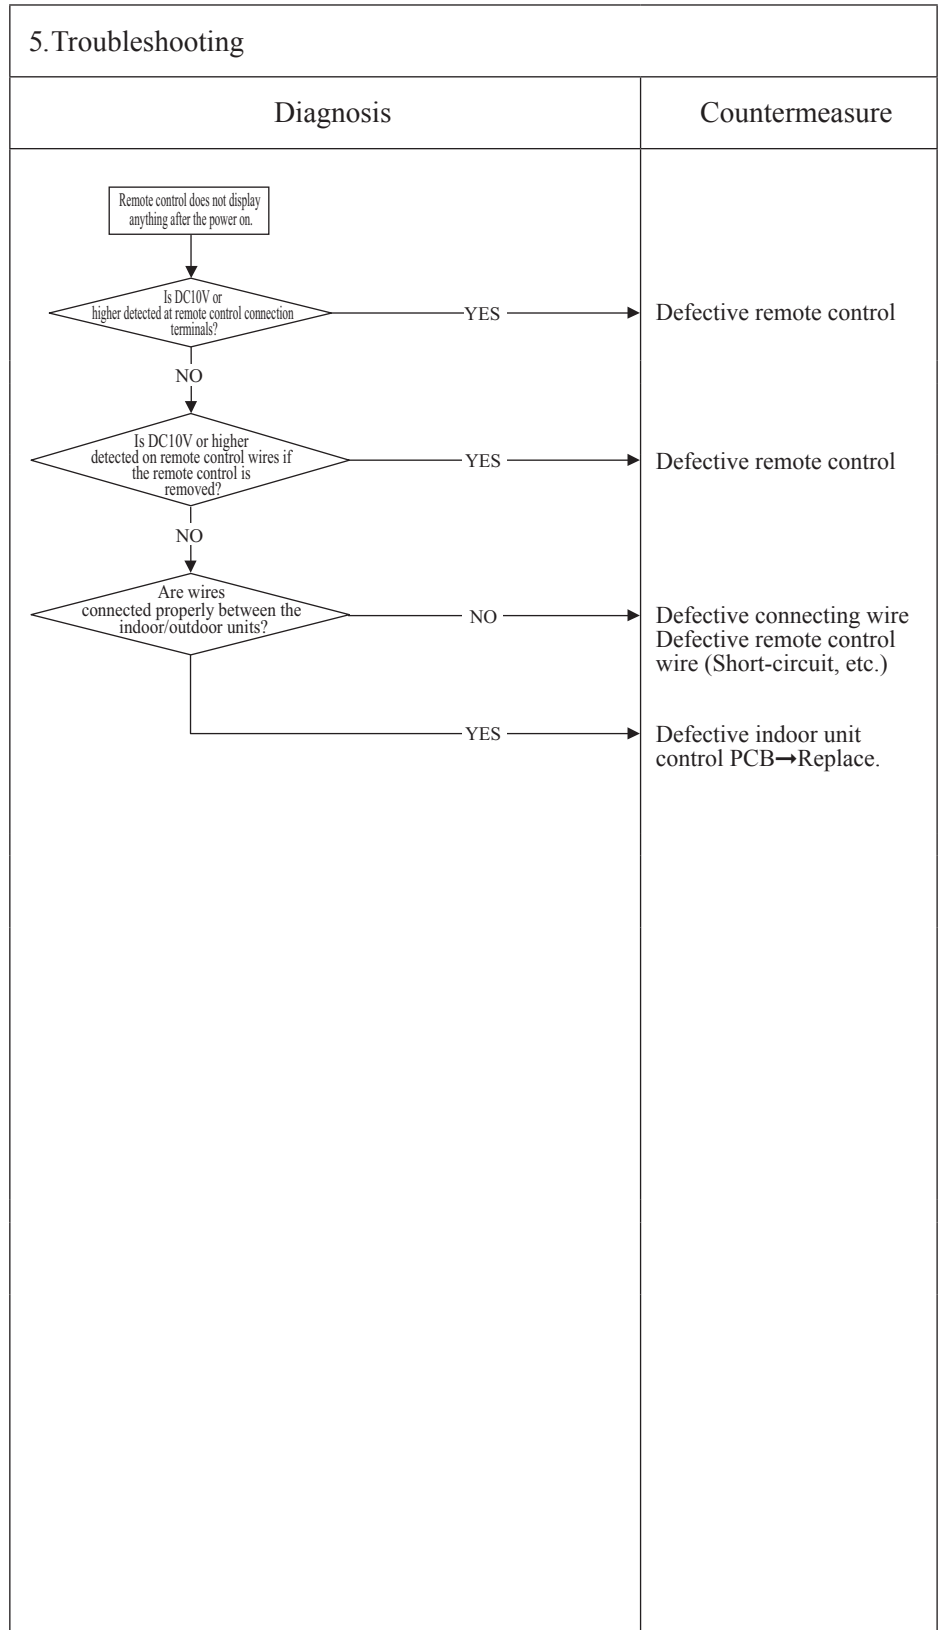 5.Troubleshooting
Diagnosis
Countermeasure
Remote control does not display
anything after the power on.
Is DC10V or
higher detected at remote control connection
terminals?
YES
Defective remote control
NO
Is DC10V or higher
detected on remote control wires if
the remote control is
removed?
YES
Defective remote control
NO
Are wires
connected properly between the
indoor/outdoor units?
NO
Defective connecting wire
Defective remote control
wire (Short-circuit, etc.)
YES
Defective indoor unit
control PCB→Replace.